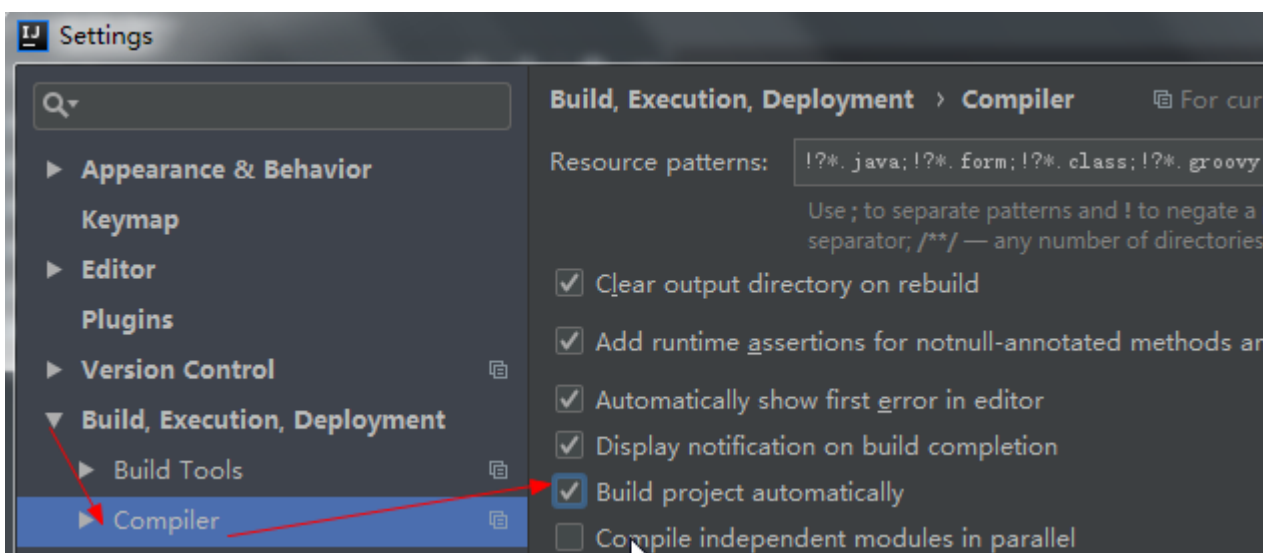 IJ Settings
Appearance & Behavior
Keymap
Editor
Plugins
Version Control
Build, Execution, Deployment
Build Tools
Compiler
Build, Execution, Deployment › Compiler For cur
Resource patterns: !?*.java;!?*.form;!?*.class;!?*.groovy
Use ; to separate patterns and ! to negate a
separator; /**/ — any number of directories
Clear output directory on rebuild
Add runtime assertions for notnull-annotated methods ar
Automatically show first error in editor
Display notification on build completion
Build project automatically
Compile independent modules in parallel